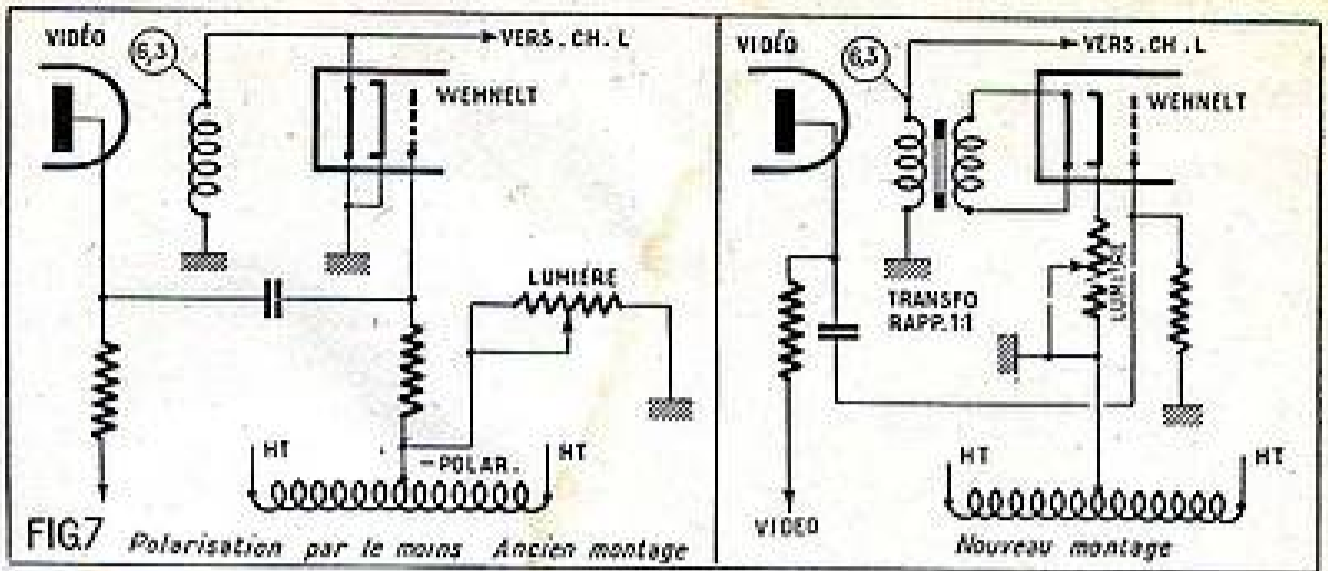 VIDÉO
6,3
VERS.CH.L
WEHNELT
LUMIÉRE
HT
-POLAR.
HT
FIG.7
Polarisation par le moins Ancien montage
VIDÉO
6,3
VERS.CH.L
WEHNELT
TRANSFO
RAPP.1:1
LUMIÈRE
HT
HT
VIDEO
Nouveau montage